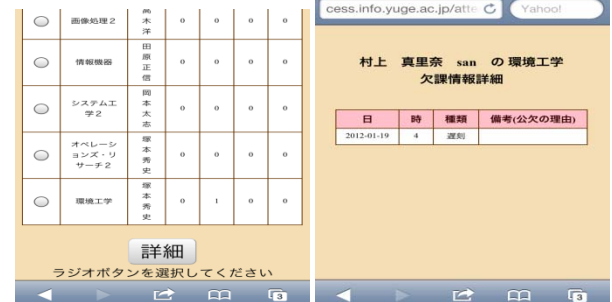 画像処理2 高木洋 0 0 0 0
情報機器 田原正信 0 0 0 0
システム工学2 岡本太志 0 0 0 0
オペレーションズ・リサーチ2 塚本秀史 0 0 0 0
環境工学 塚本秀史 0 1 0 0
詳細
ラジオボタンを選択してください
3
cess.info.yuge.ac.jp/atte
Yahoo!
村上 真里奈 san の 環境工学
欠課情報詳細
日 時 種類 備考(公欠の理由)
2012-01-19 4 遅刻
3